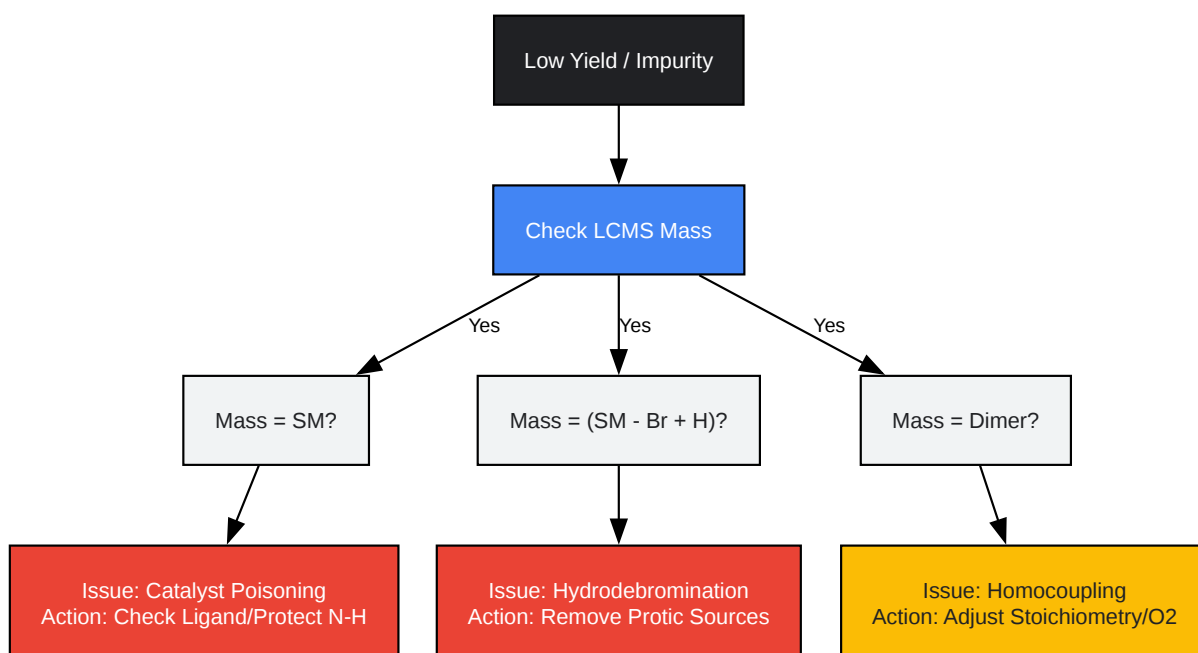 Low Yield / Impurity
Check LCMS Mass
Yes
Yes
Yes
Mass = SM?
Mass = (SM - Br + H)?
Mass = Dimer?
Issue: Catalyst Poisoning
Action: Check Ligand/Protect N-H
Issue: Hydrodebromination
Action: Remove Protic Sources
Issue: Homocoupling
Action: Adjust Stoichiometry/O2